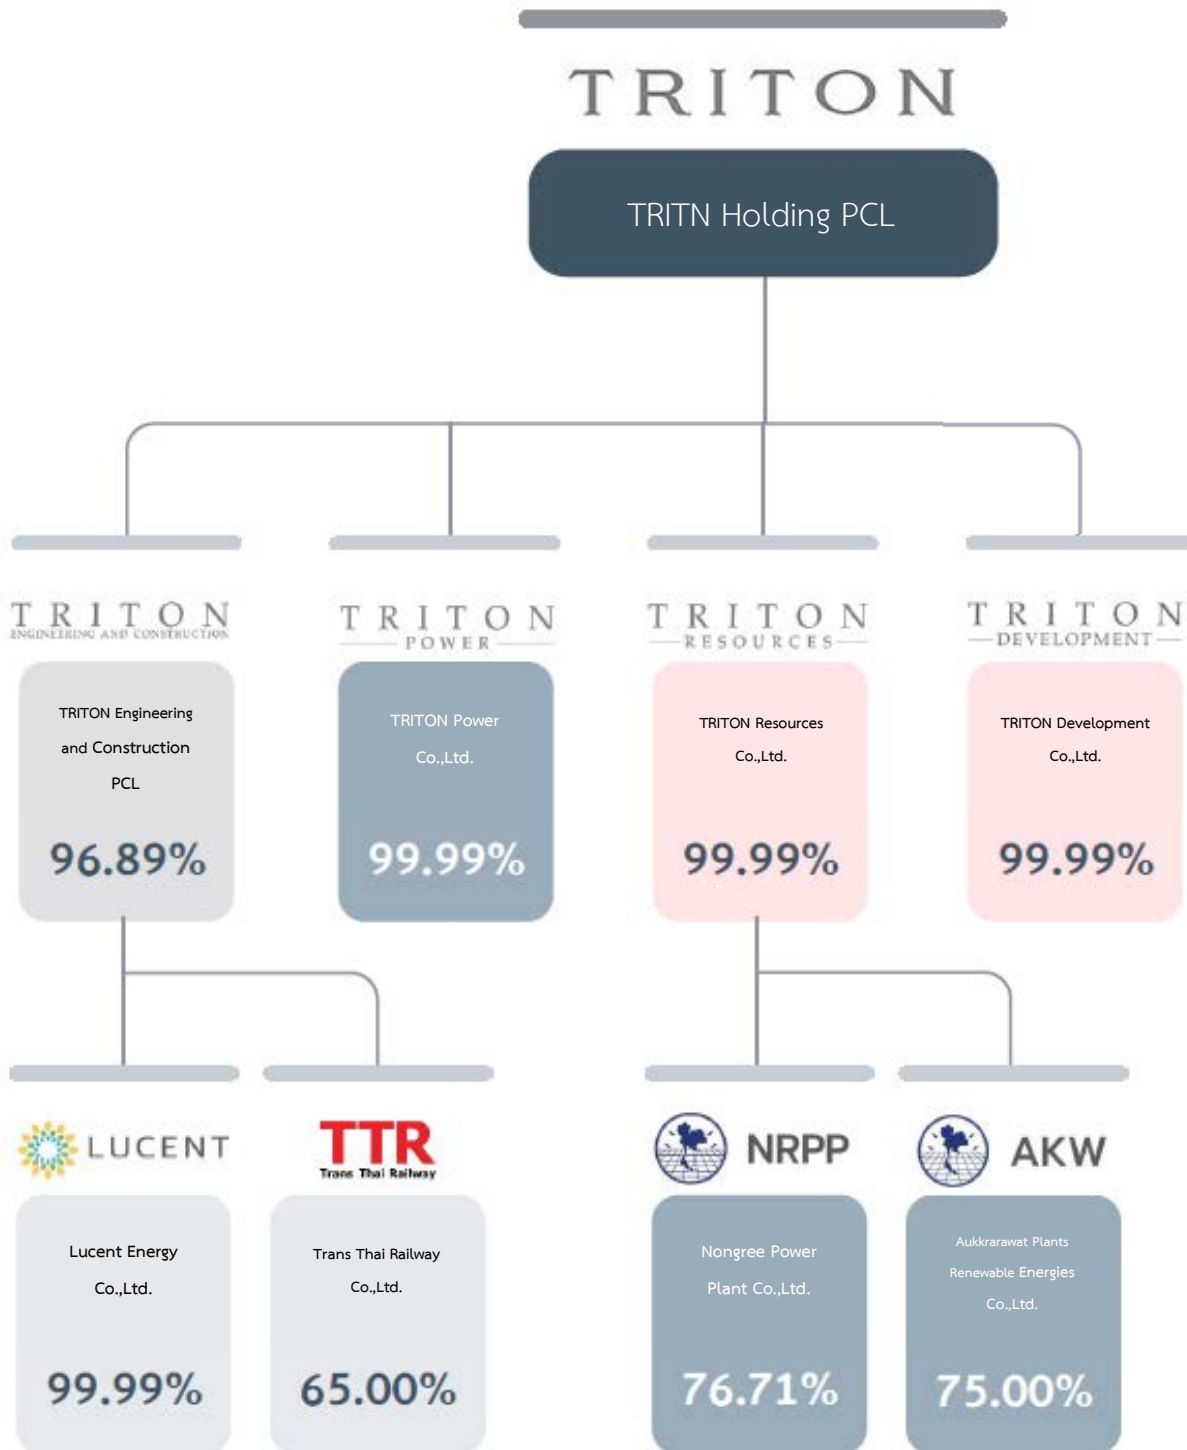 TRITON
TRITN Holding PCL
TRITON
ENGINEERING AND CONSTRUCTION
TRITON
POWER
TRITON
RESOURCES
TRITON
DEVELOPMENT
TRITON Engineering
and Construction
PCL
96.89%
TRITON Power
Co.,Ltd.
99.99%
TRITON Resources
Co.,Ltd.
99.99%
TRITON Development
Co.,Ltd.
99.99%
LUCENT
TTR
Trans Thai Railway
NRPP
AKW
Lucent Energy
Co.,Ltd.
99.99%
Trans Thai Railway
Co.,Ltd.
65.00%
Nongree Power
Plant Co.,Ltd.
76.71%
Aukkrarawat Plants
Renewable Energies
Co.,Ltd.
75.00%